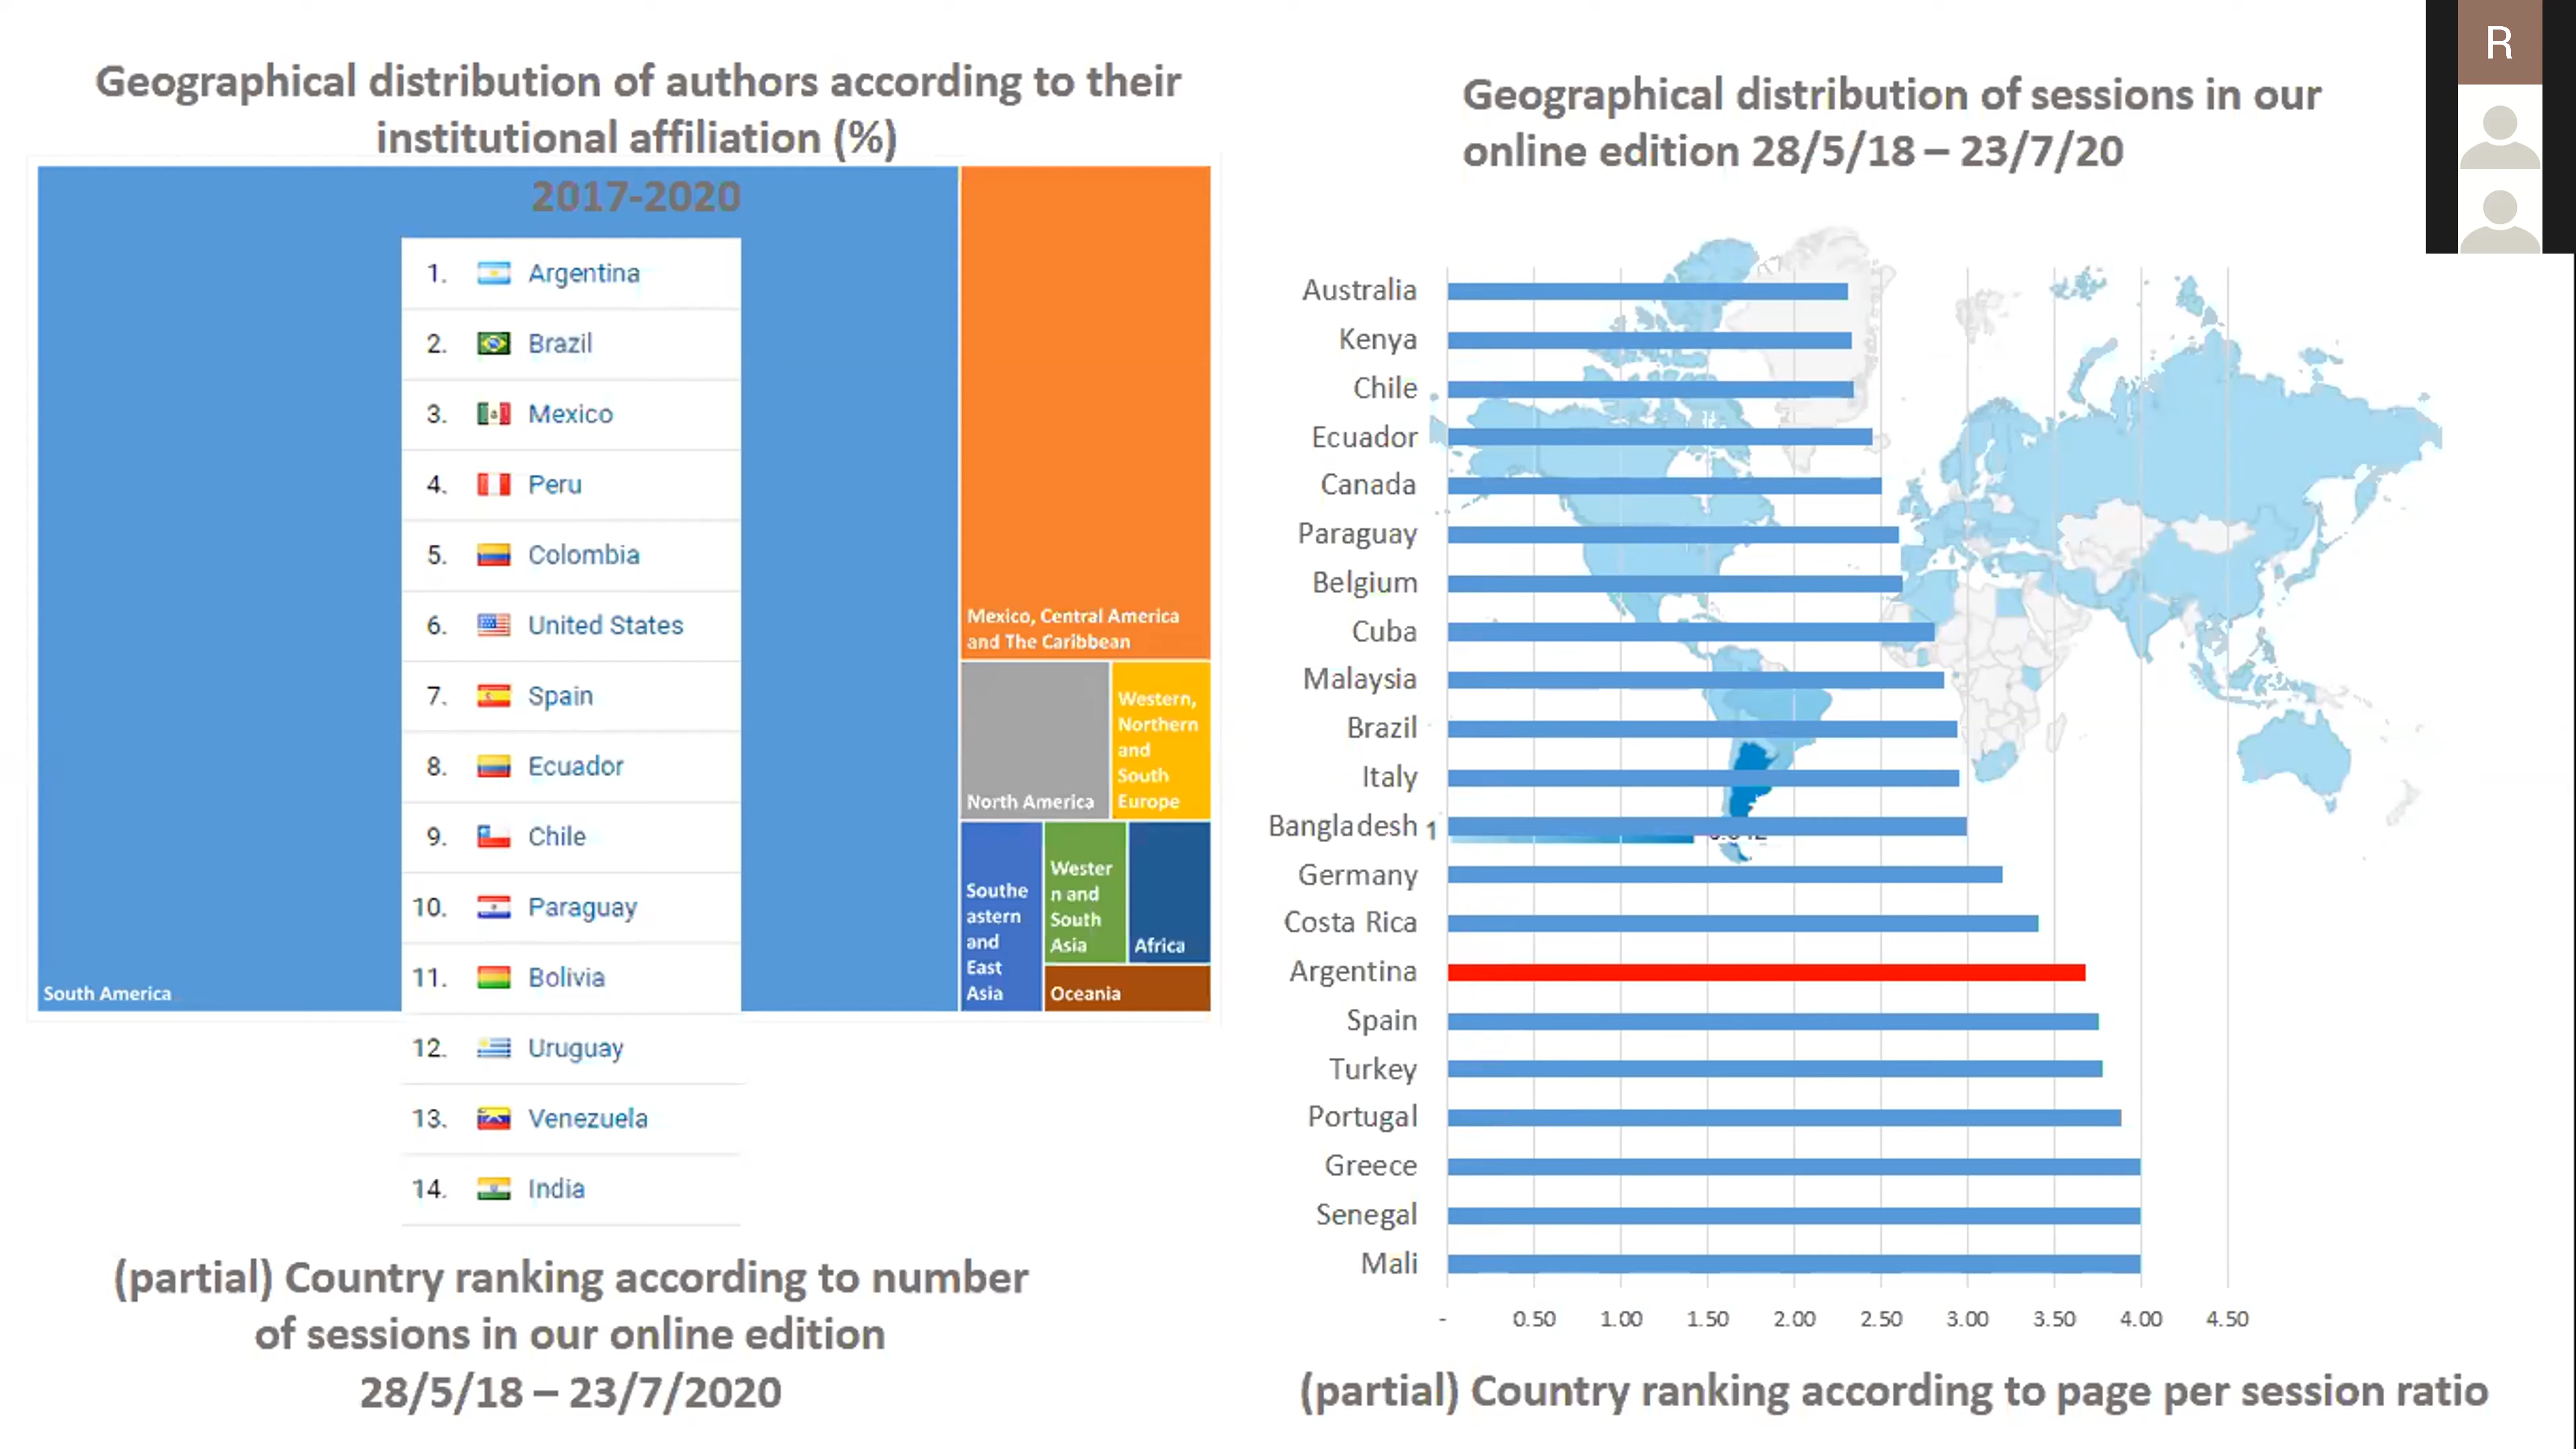 Geographical distribution of authors according to their
institutional affiliation (%)
2017-2020
1. Argentina
2. Brazil
3. Mexico
4. Peru
5. Colombia
6. United States
7. Spain
8. Ecuador
9. Chile
10. Paraguay
11. Bolivia
12. Uruguay
13. Venezuela
14. India
South America
Mexico, Central America
and The Caribbean
North America
Western,
Northern
and
South
Europe
Southe
astern
and
East
Asia
Wester
n and
South
Asia
Africa
Oceania
(partial) Country ranking according to number
of sessions in our online edition
28/5/18 – 23/7/2020
Geographical distribution of sessions in our
online edition 28/5/18 – 23/7/20
R
Australia
Kenya
Chile
Ecuador
Canada
Paraguay
Belgium
Cuba
Malaysia
Brazil
Italy
Bangladesh 1
Germany
Costa Rica
Argentina
Spain
Turkey
Portugal
Greece
Senegal
Mali
- 0.50 1.00 1.50 2.00 2.50 3.00 3.50 4.00 4.50
(partial) Country ranking according to page per session ratio